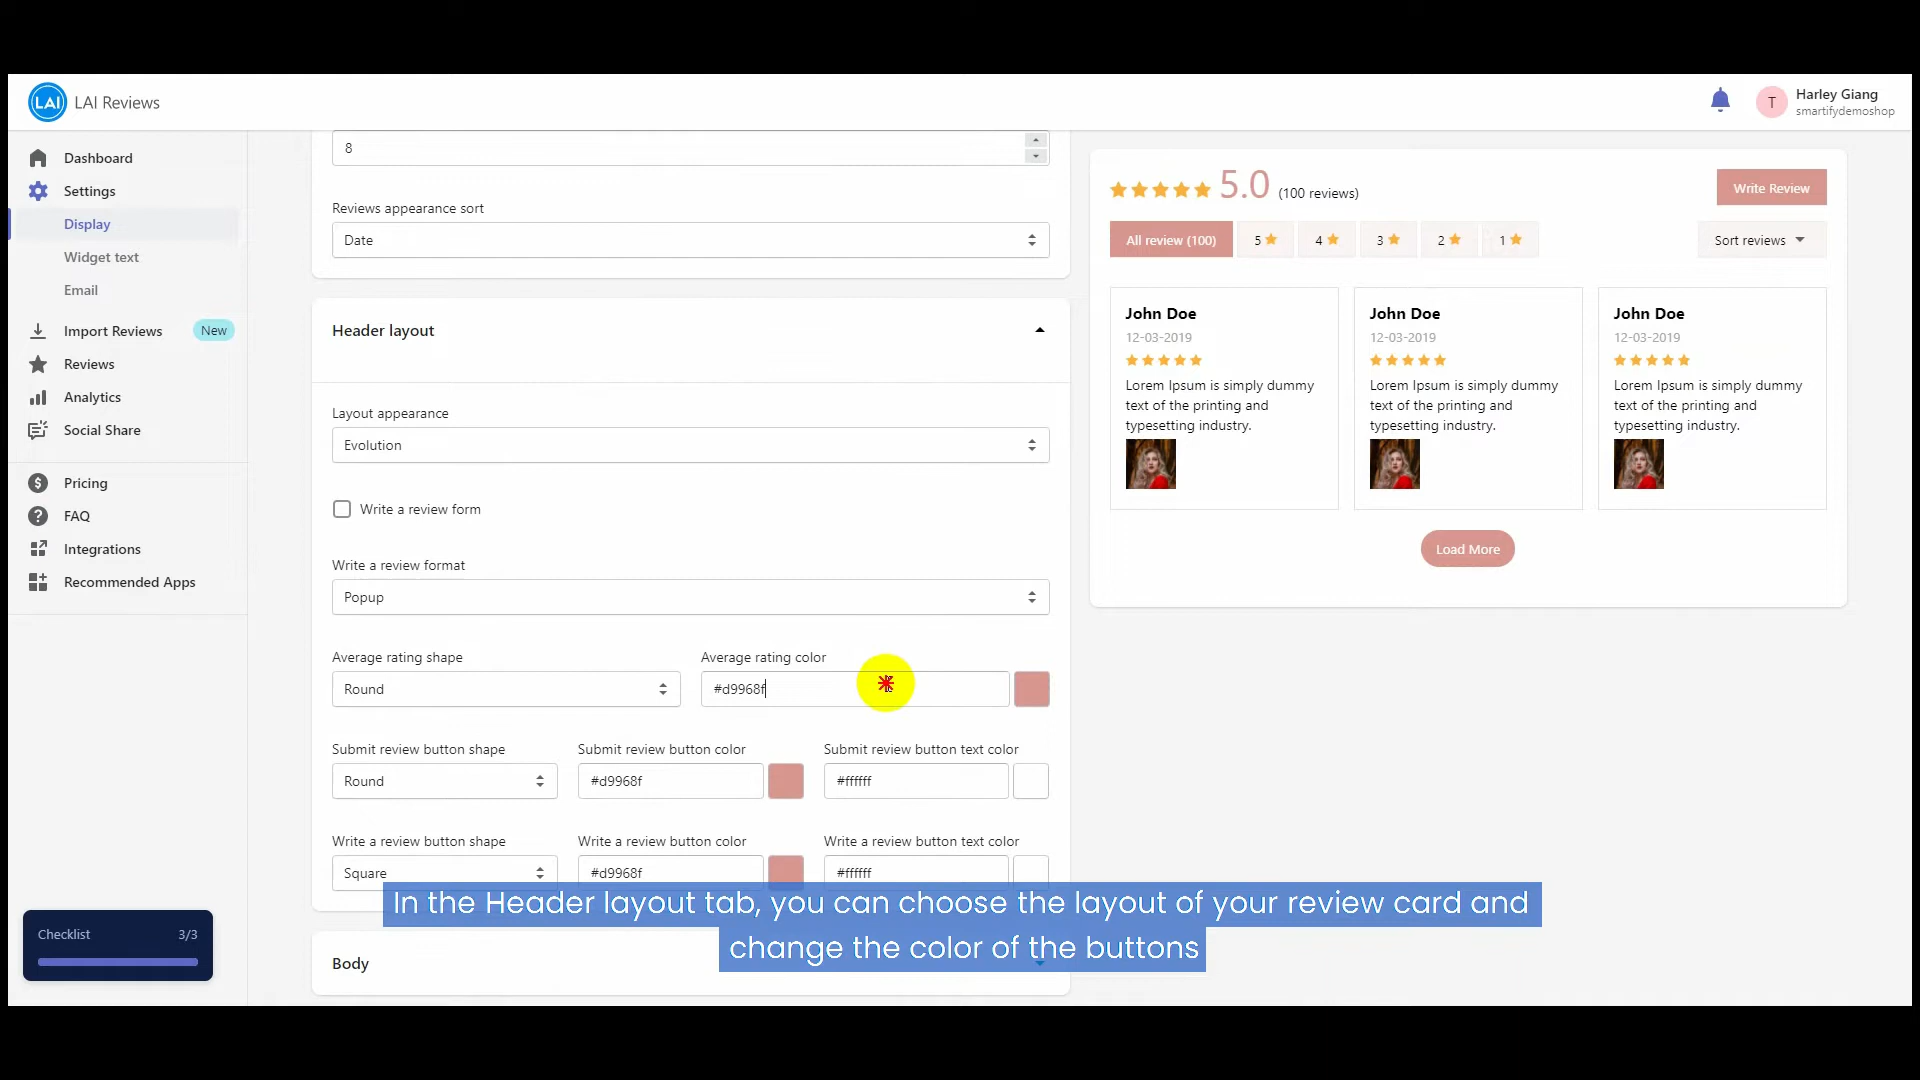 LAI LAI Reviews
T
Harley Giang
smartifydemoshop
Dashboard
Settings
Display
Widget text
Email
Import Reviews New
Reviews
Analytics
Social Share
Pricing
FAQ
Integrations
Recommended Apps
Checklist 3/3
8
Reviews appearance sort
Date
Header layout
Layout appearance
Evolution
Write a review form
Write a review format
Popup
Average rating shape Average rating color
Round #d9968f
Submit review button shape Submit review button color Submit review button text color
Round #d9968f #ffffff
Write a review button shape Write a review button color Write a review button text color
Square #d9968f #ffffff
Body
5.0 (100 reviews) Write Review
All review (100) 5 4 3 2 1 Sort reviews
John Doe
12-03-2019
Lorem Ipsum is simply dummy
text of the printing and
typesetting industry.
John Doe
12-03-2019
Lorem Ipsum is simply dummy
text of the printing and
typesetting industry.
John Doe
12-03-2019
Lorem Ipsum is simply dummy
text of the printing and
typesetting industry.
Load More
In the Header layout tab, you can choose the layout of your review card and
change the color of the buttons